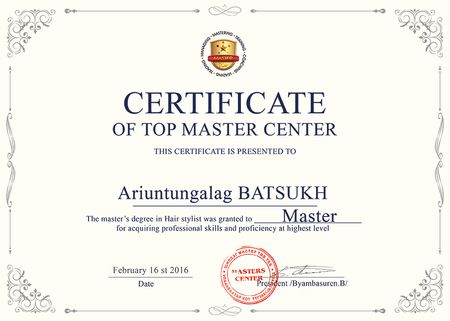 MASTER
CERTIFICATE
OF TOP MASTER CENTER
THIS CERTIFICATE IS PRESENTED TO
Ariuntungalag BATSUKH
The master's degree in Hair stylist was granted to Master
for acquiring professional skills and proficiency at highest level
February 16 st 2016
Date
MASTERS
CENTER
President /Byambasuren.B/